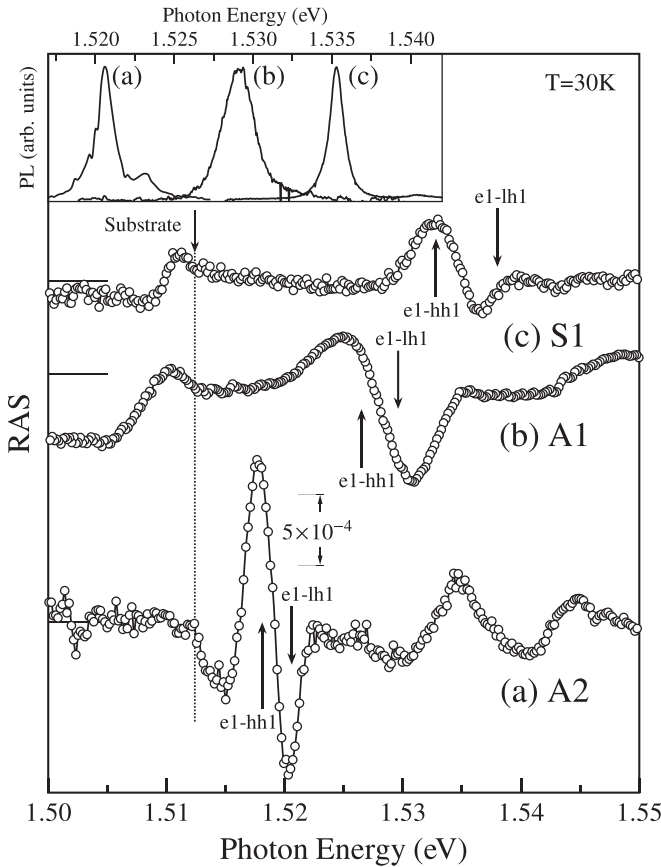 Photon Energy (eV)
1.520 1.525 1.530 1.535 1.540
(a) (b) (c)
T=30K
PL (arb. units)
e1-lh1
Substrate
e1-hh1
(c) S1
e1-lh1
RAS
(b) A1
e1-hh1
5×10⁻⁴
e1-lh1
(a) A2
e1-hh1
1.50 1.51 1.52 1.53 1.54 1.55
Photon Energy (eV)